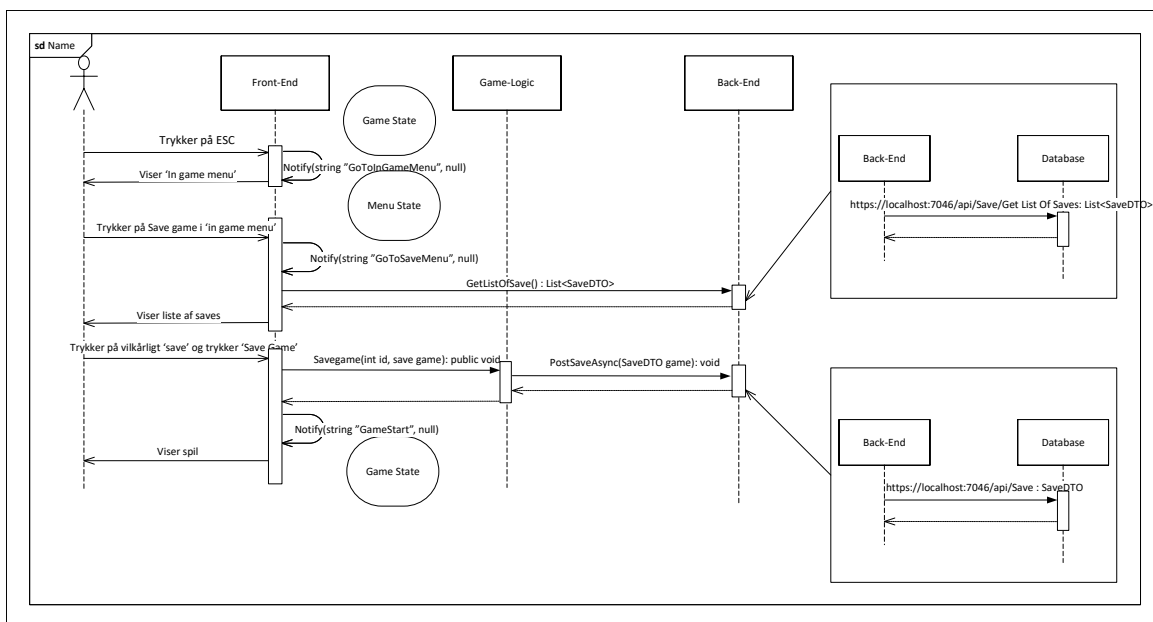 sd Name
Front-End
Game-Logic
Back-End
Game State
Trykker på ESC
Notify(string "GoToInGameMenu", null)
Viser 'In game menu'
Menu State
Trykker på Save game i 'in game menu'
Notify(string "GoToSaveMenu", null)
GetListOfSave() : List<SaveDTO>
Viser liste af saves
Trykker på vilkårligt 'save' og trykker 'Save Game'
Savegame(int id, save game): public void
PostSaveAsync(SaveDTO game): void
Notify(string "GameStart", null)
Viser spil
Game State
Back-End
Database
https://localhost:7046/api/Save/Get List Of Saves: List<SaveDTO>
Back-End
Database
https://localhost:7046/api/Save : SaveDTO